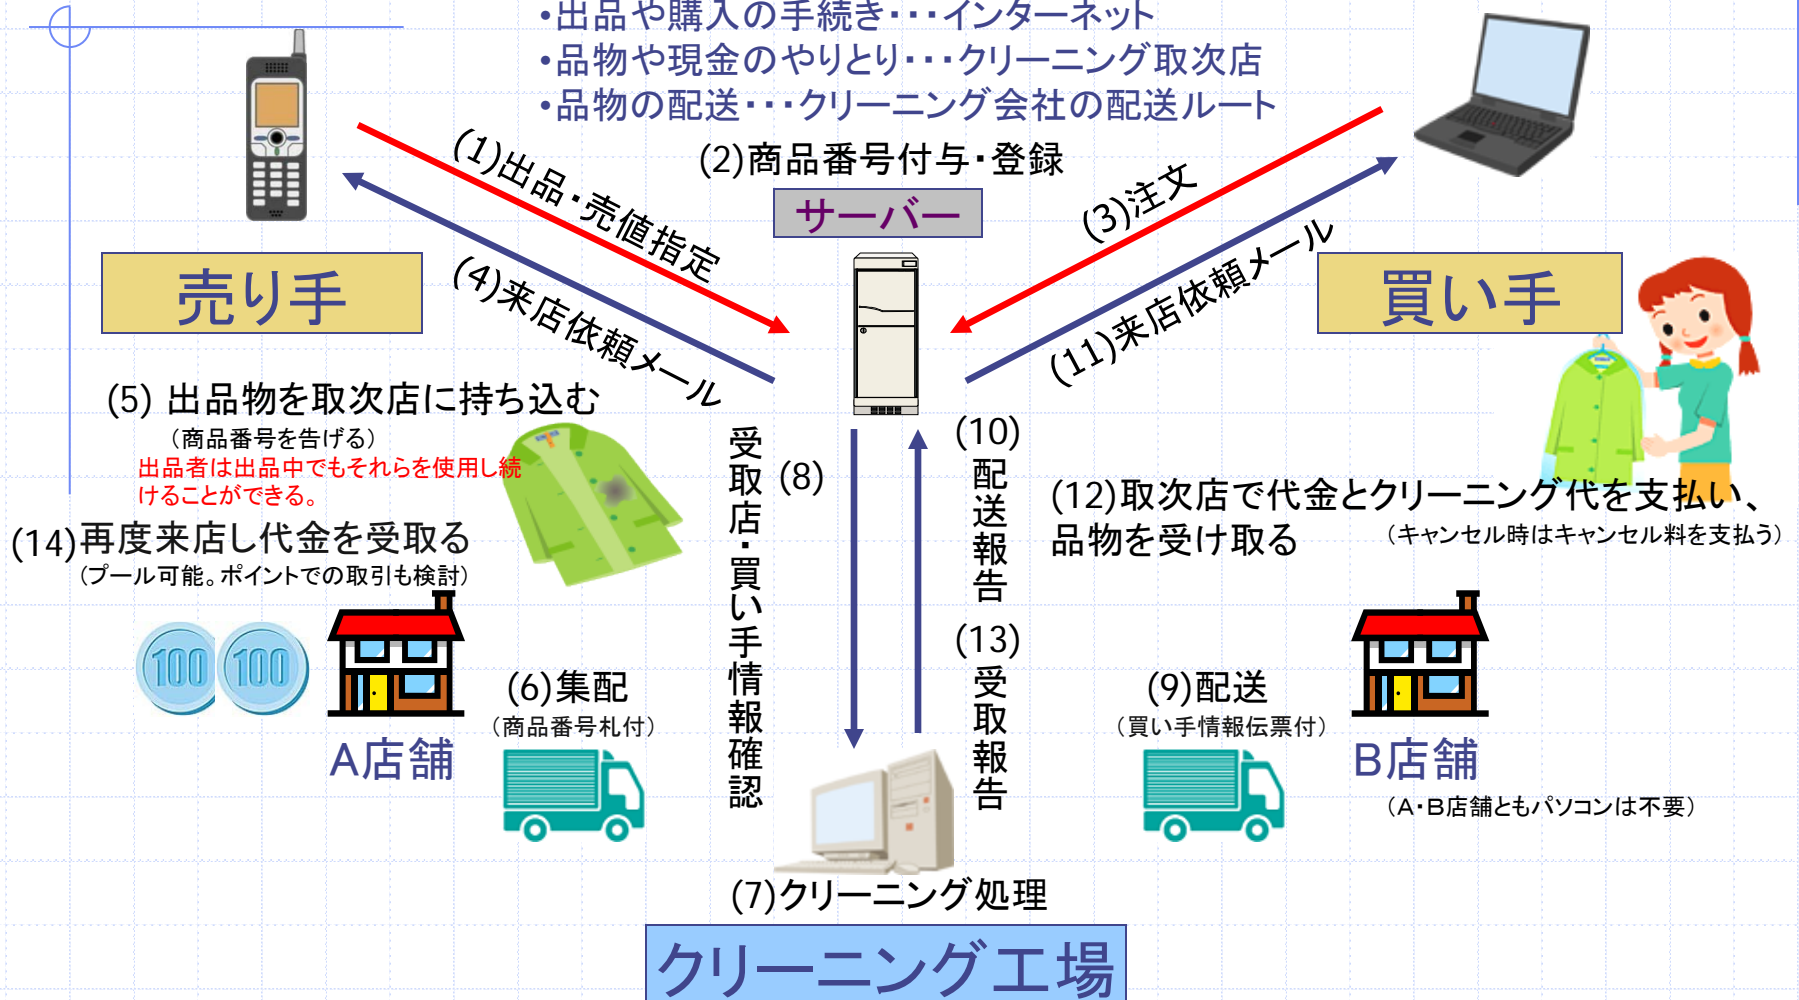 •出品や購入の手続き･･･インターネット
•品物や現金のやりとり･･･クリーニング取次店
•品物の配送･･･クリーニング会社の配送ルート
(1)出品･売値指定
(2)商品番号付与･登録
サーバー
(3)注文
(4)来店依頼メール
(11)来店依頼メール
売り手
買い手
(5) 出品物を取次店に持ち込む
（商品番号を告げる）
出品者は出品中でもそれらを使用し続
けることができる。
(14)再度来店し代金を受取る
（プール可能。ポイントでの取引も検討）
100
100
A店舗
(6)集配
（商品番号札付）
(8)
受取店･買い手情報確認
(10)
配送報告
(13)
受取報告
(12)取次店で代金とクリーニング代を支払い、
品物を受け取る
（キャンセル時はキャンセル料を支払う）
(9)配送
（買い手情報伝票付）
B店舗
（A･B店舗ともパソコンは不要）
(7)クリーニング処理
クリーニング工場